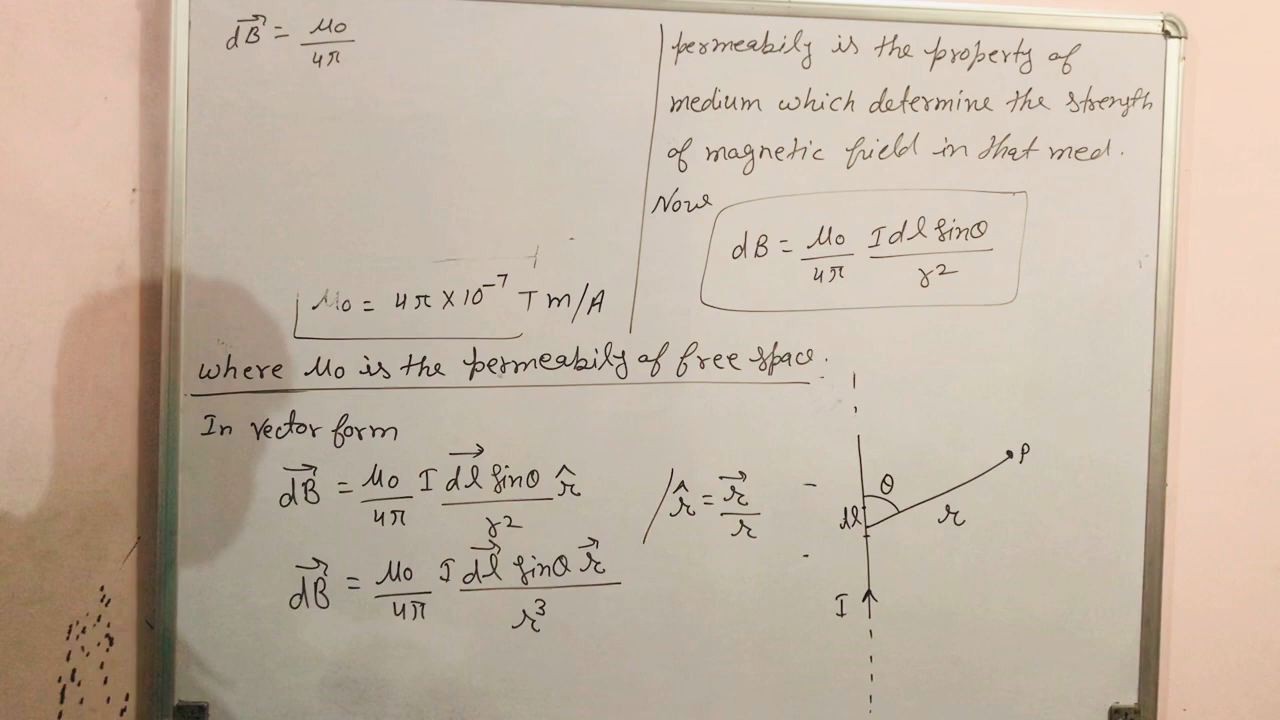 dB⃗ = μ₀/4π
permeabily is the property of
medium which determine the strength
of magnetic field in that med.
Now
dB = μ₀/4π Idl sinθ/r²
μ₀ = 4π × 10⁻⁷ T m/A
where μ₀ is the permeabily of free space.
In vector form
dB⃗ = μ₀/4π I dl⃗ sinθ/r² r̂ / r̂ = r⃗/r
dB⃗ = μ₀/4π I dl⃗ sinθ r⃗/r³
P
θ
dl
r
I